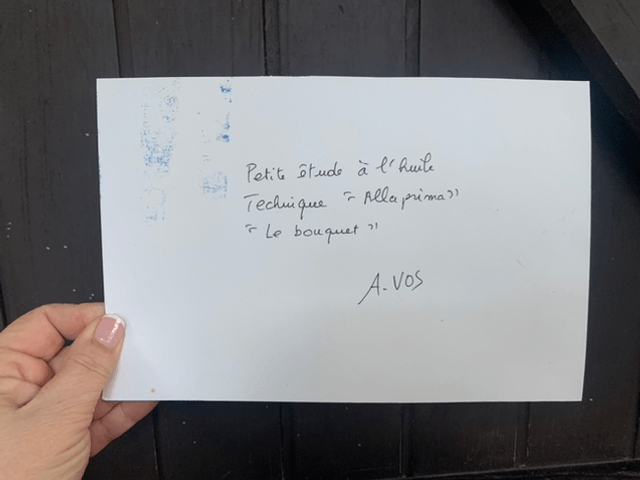 Petite étude à l'huile
Technique "Alla prima"
"Le bouquet"
A. VOS